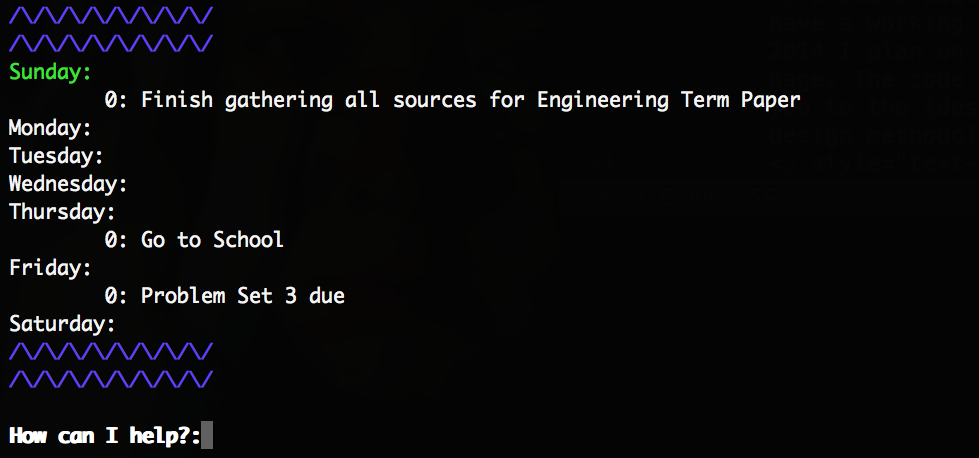 /\/\/\/\/\/\/\/\/\
/\/\/\/\/\/\/\/\/\
Sunday:
0: Finish gathering all sources for Engineering Term Paper
Monday:
Tuesday:
Wednesday:
Thursday:
0: Go to School
Friday:
0: Problem Set 3 due
Saturday:
/\/\/\/\/\/\/\/\/\
/\/\/\/\/\/\/\/\/\
How can I help?: